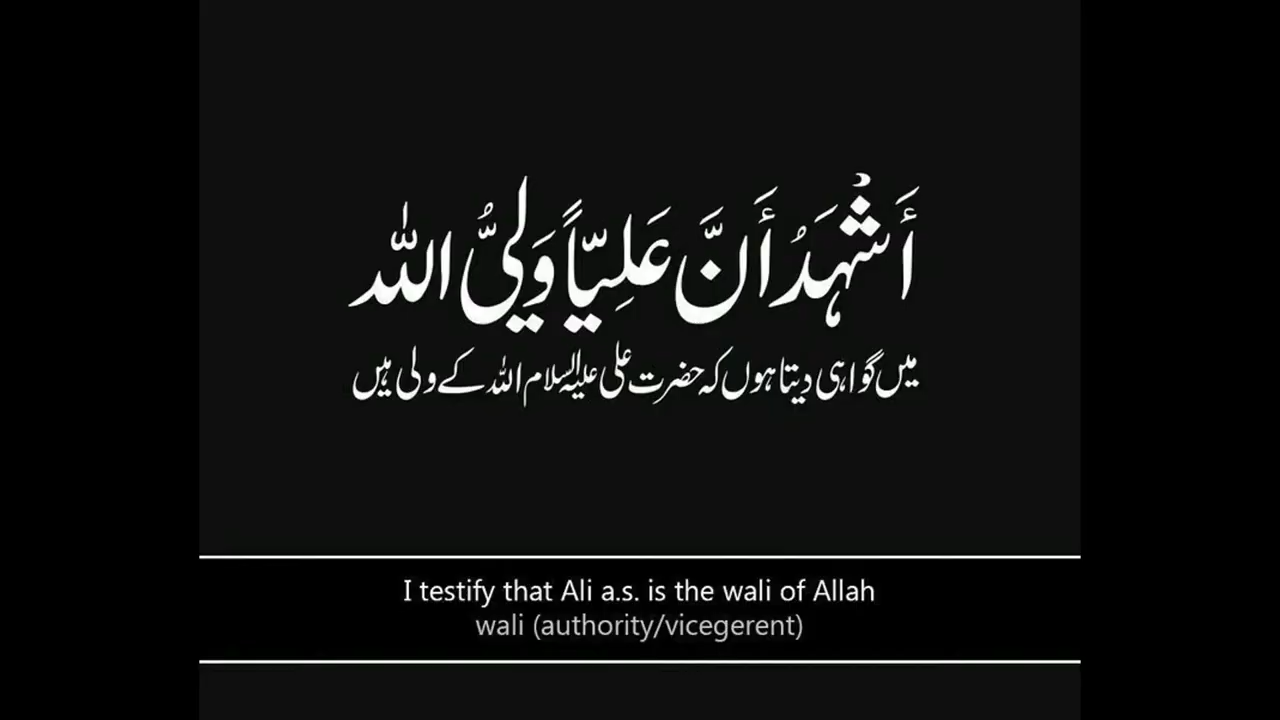 أَشْهَدُ أَنَّ عَلِيّاً وَلِيُّ اللہ
میں گواہی دیتا ہوں کہ حضرت علی علیہ السلام اللہ کے ولی ہیں
I testify that Ali a.s. is the wali of Allah
wali (authority/vicegerent)